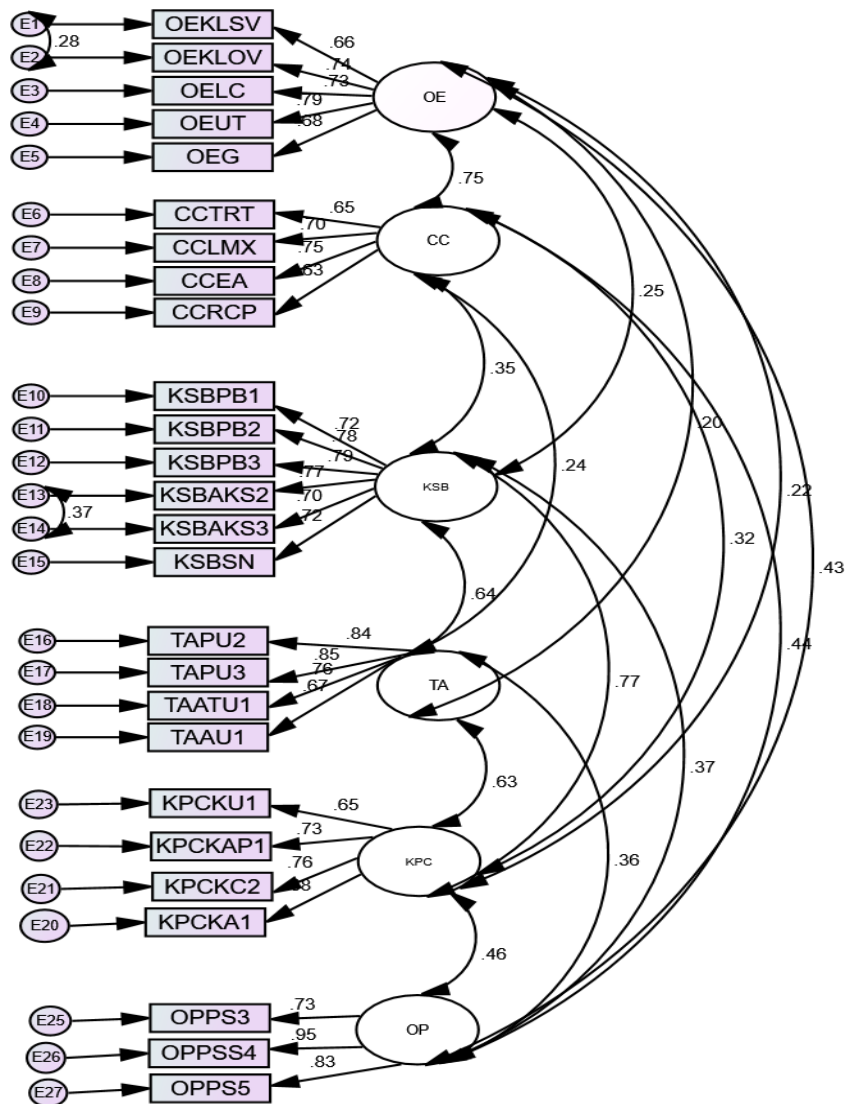 E1 OEKLSV
.66
.28
E2 OEKLOV
.74
E3 OELC
.73
OE
E4 OEUT
.79
.68
E5 OEG
.75
E6 CCTRT
.65
E7 CCLMX
.70
CC
.75
E8 CCEA
.63
E9 CCRCP
.25
.35
E10 KSBPB1
.72
E11 KSBPB2
.78
.20
E12 KSBPB3
.79
.24
.77
KSB
E13 KSBAKS2
.22
.70
.37
E14 KSBAKS3
.72
.32
E15 KSBSN
.43
.64
E16 TAPU2
.84
.44
E17 TAPU3
.85
.76
.77
TA
E18 TAATU1
.67
E19 TAAU1
.37
.63
E23 KPCKU1
.65
E22 KPCKAP1
.73
KPC
.76
.36
E21 KPCKC2
E20 KPCKA1
.46
E25 OPPS3
.73
OP
E26 OPPSS4
.95
.83
E27 OPPS5